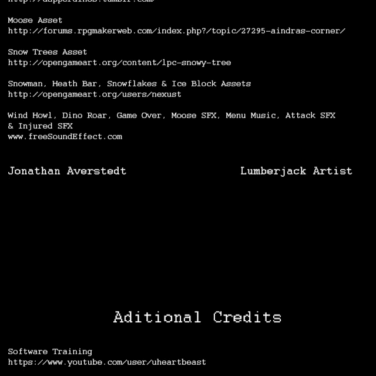 Moose Asset
http://forums.rpgmakerweb.com/index.php?/topic/27295-aindras-corner/
Snow Trees Asset
http://opengameart.org/content/lpc-snowy-tree
Snowman, Heath Bar, Snowflakes & Ice Block Assets
http://opengameart.org/users/nexust
Wind Howl, Dino Roar, Game Over, Moose SFX, Menu Music, Attack SFX
& Injured SFX
www.freeSoundEffect.com
Jonathan Averstedt Lumberjack Artist
Aditional Credits
Software Training
https://www.youtube.com/user/uheartbeast